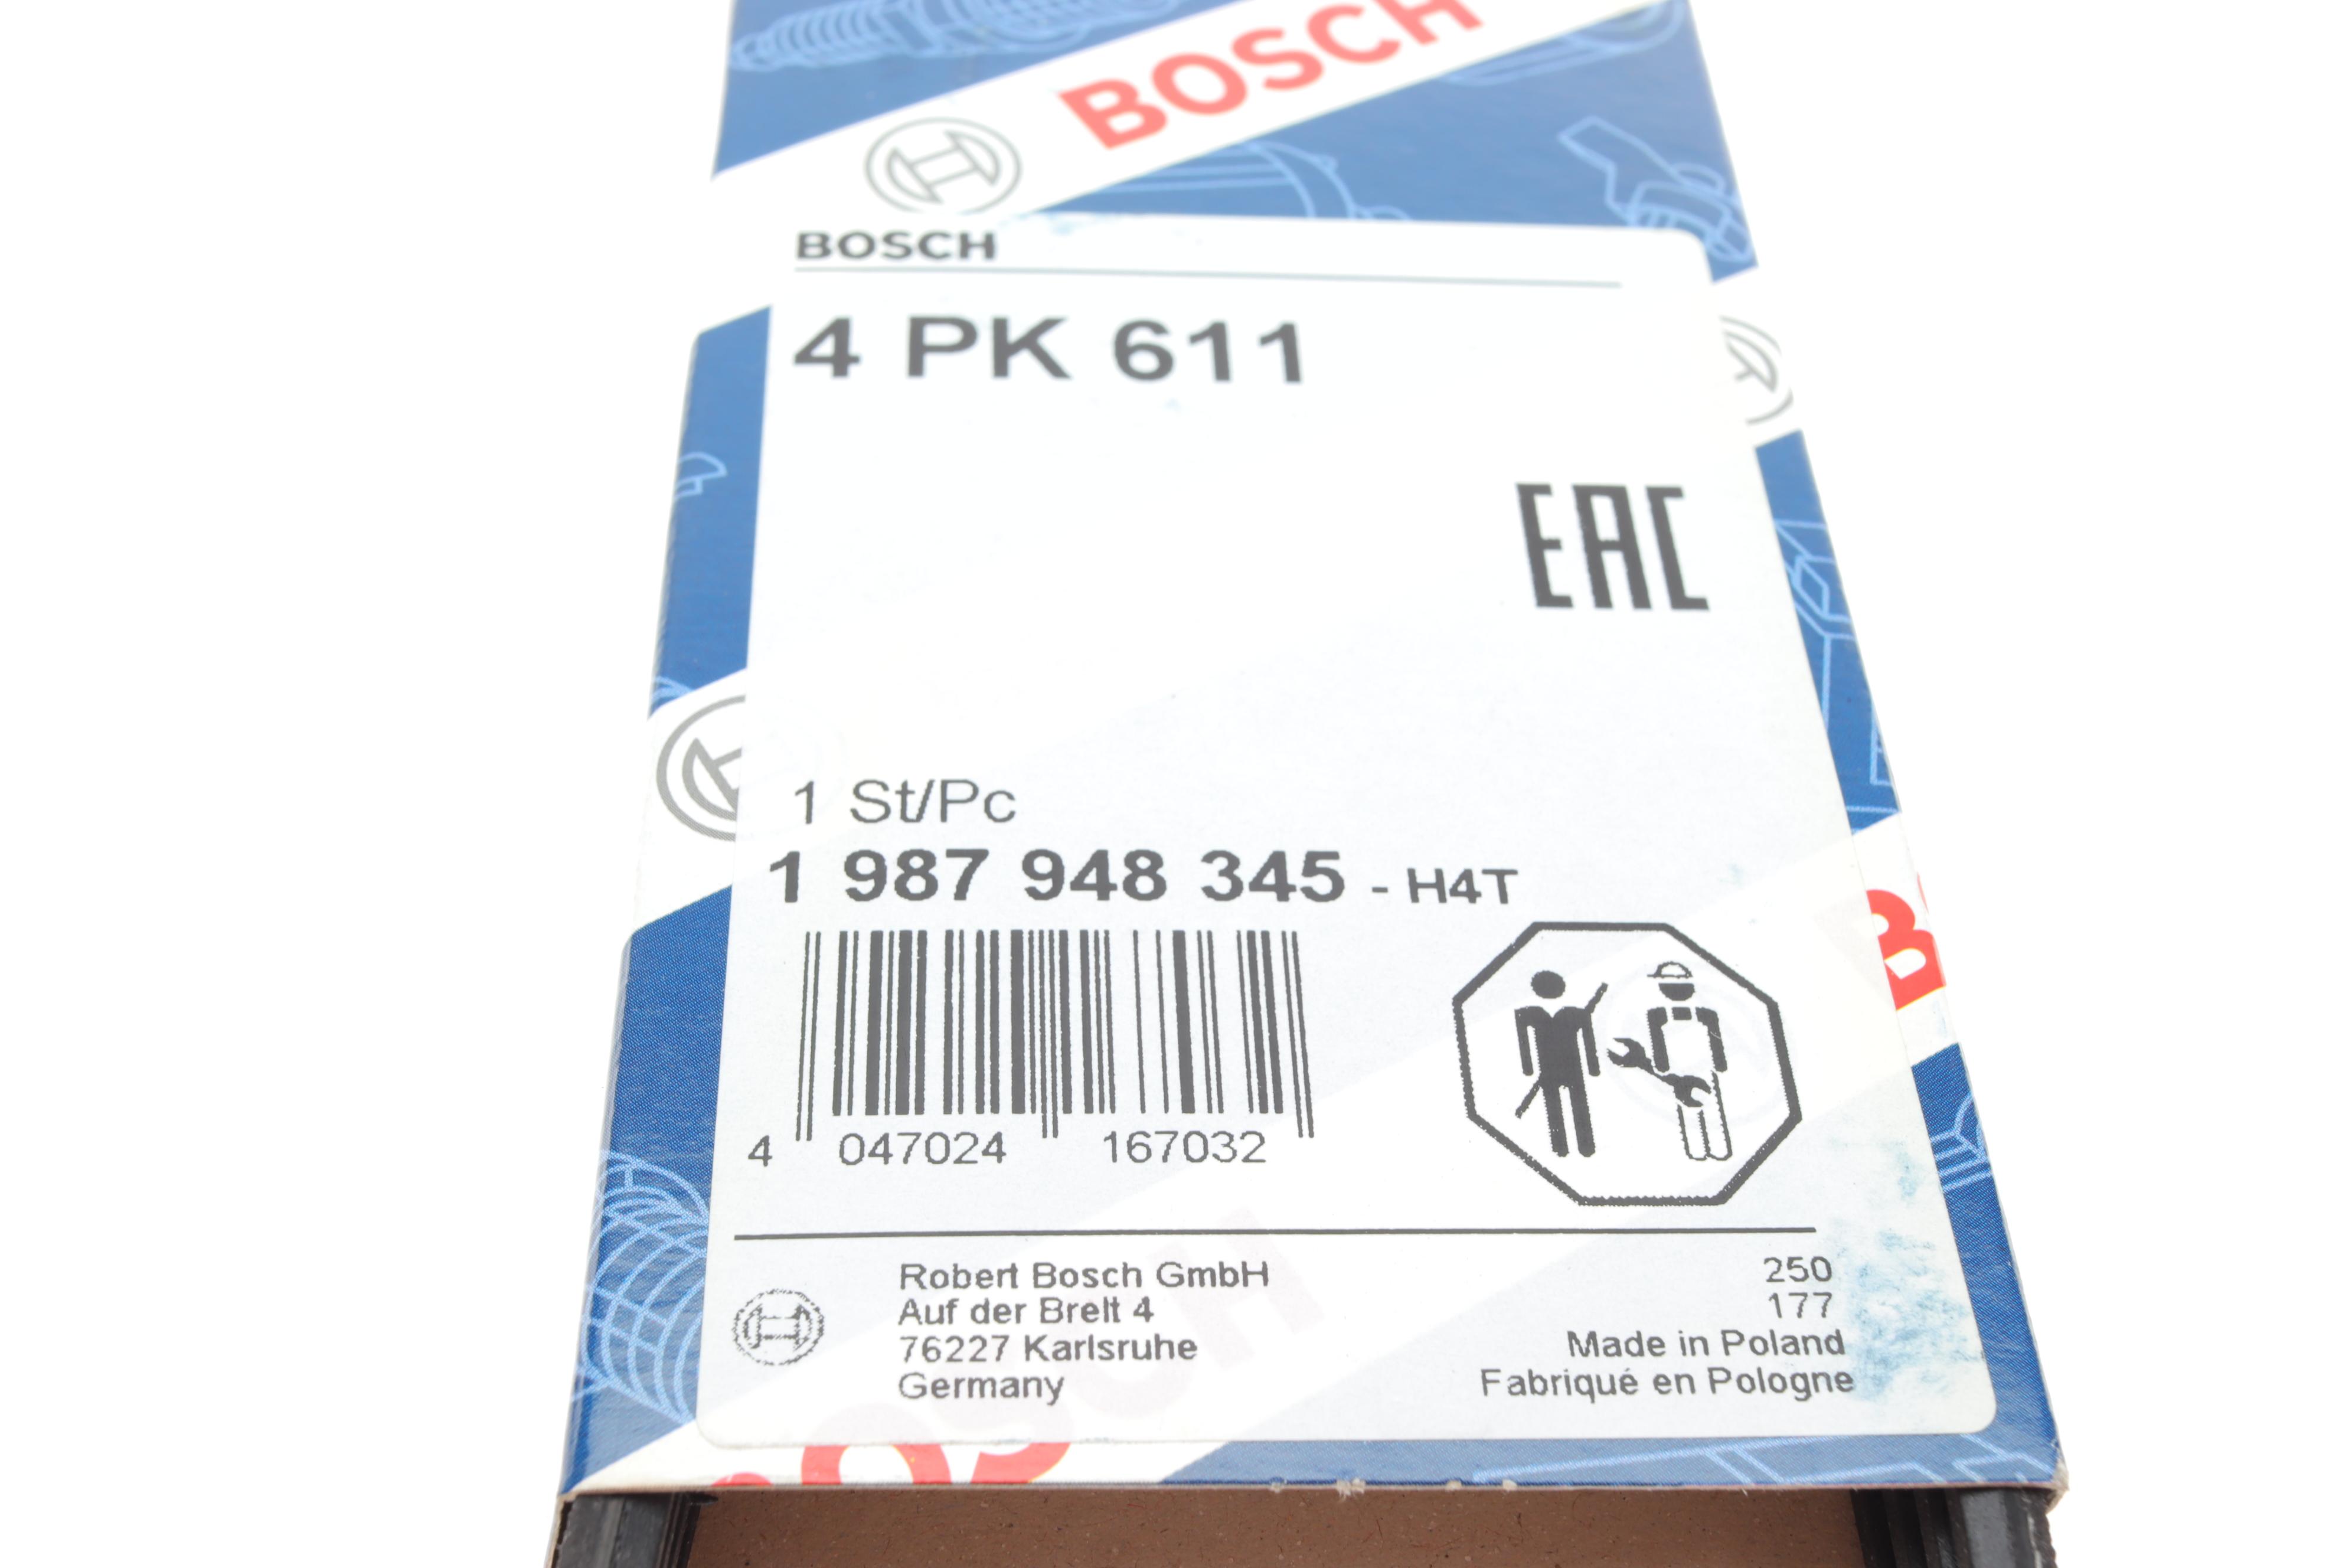 BOSCH
BOSCH
4 PK 611
EAC
1 St/Pc
1 987 948 345 - H4T
4 047024 167032
Robert Bosch GmbH
Auf der Breit 4
76227 Karlsruhe
Germany
250
177
Made in Poland
Fabriqué en Pologne
BOSCH